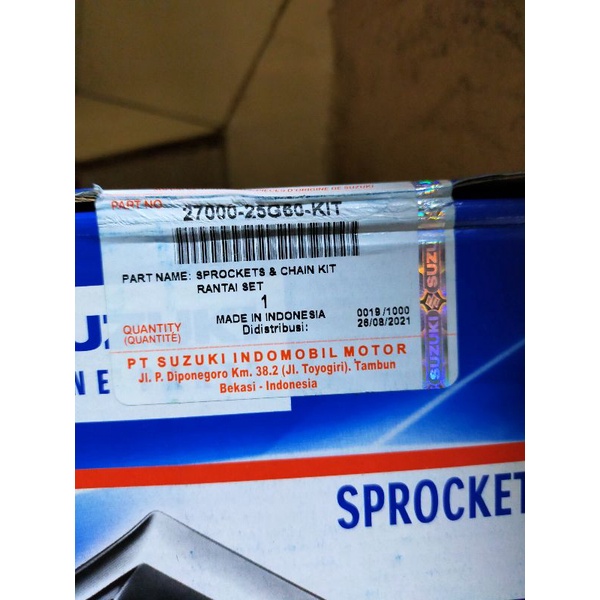 PART NO.
27000-25G60-KIT
PART NAME: SPROCKETS & CHAIN KIT
RANTAI SET
1
QUANTITY
(QUANTITÉ)
MADE IN INDONESIA
Didistribusi:
0019 /1000
26/08/2021
PT SUZUKI INDOMOBIL MOTOR
Jl. P. Diponegoro Km. 38.2 (Jl. Toyogiri). Tambun
Bekasi - Indonesia
SUZUKI
SUZUKI
SPROCKET